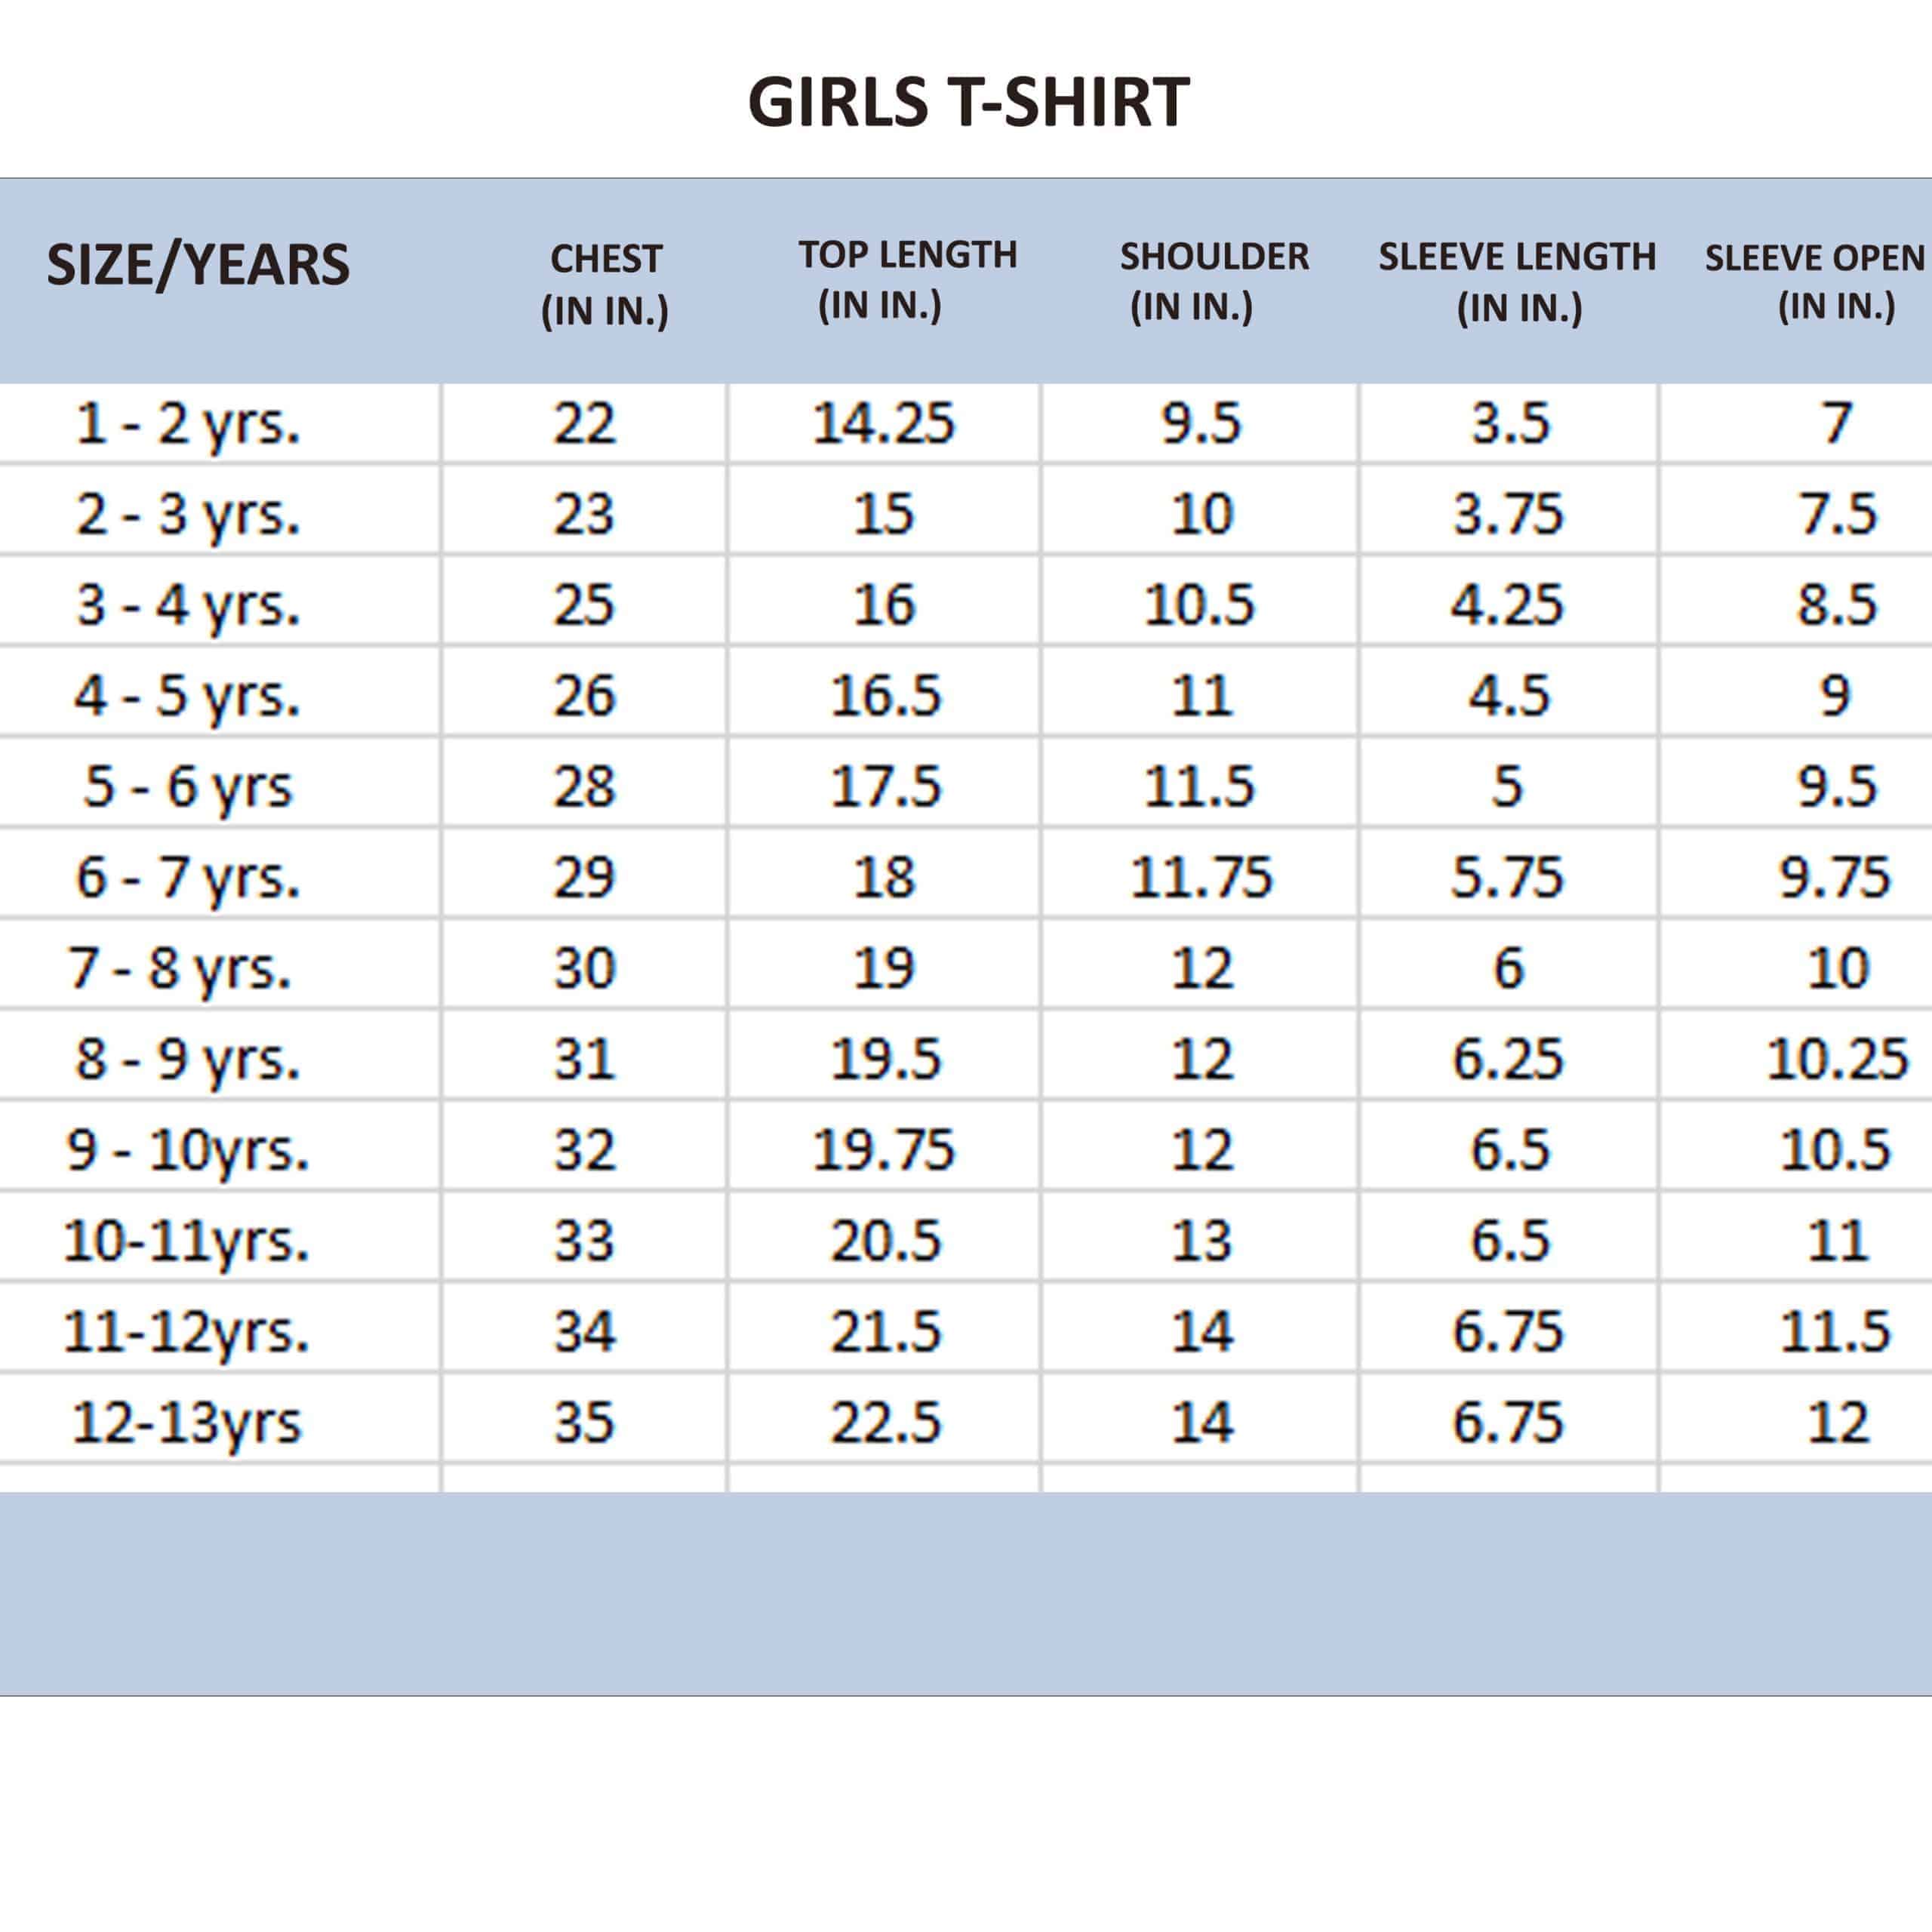 GIRLS T-SHIRT
SIZE/YEARS CHEST (IN IN.) TOP LENGTH (IN IN.) SHOULDER (IN IN.) SLEEVE LENGTH (IN IN.) SLEEVE OPEN (IN IN.)
1 - 2 yrs. 22 14.25 9.5 3.5 7
2 - 3 yrs. 23 15 10 3.75 7.5
3 - 4 yrs. 25 16 10.5 4.25 8.5
4 - 5 yrs. 26 16.5 11 4.5 9
5 - 6 yrs 28 17.5 11.5 5 9.5
6 - 7 yrs. 29 18 11.75 5.75 9.75
7 - 8 yrs. 30 19 12 6 10
8 - 9 yrs. 31 19.5 12 6.25 10.25
9 - 10yrs. 32 19.75 12 6.5 10.5
10-11yrs. 33 20.5 13 6.5 11
11-12yrs. 34 21.5 14 6.75 11.5
12-13yrs 35 22.5 14 6.75 12